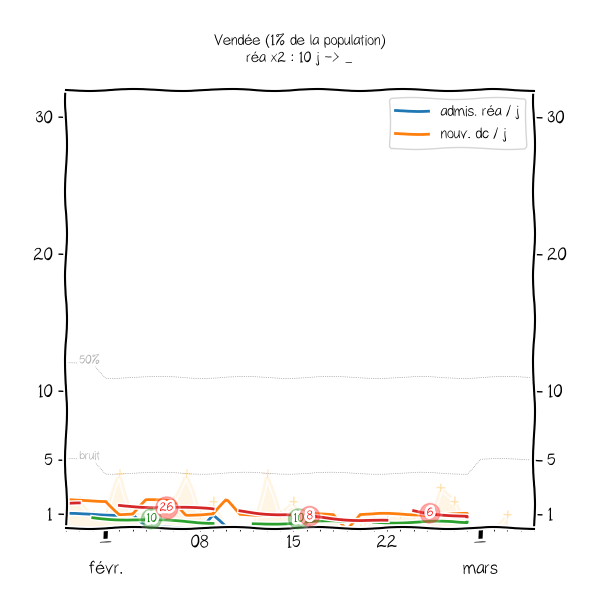 Vendée (1% de la population)
réa x2 : 10 j -> _
admis. réa / j
nouv. dc / j
30
30
20
20
50%
10
10
bruit
5
5
26
10
10
8
6
1
1
08
15
22
févr.
mars